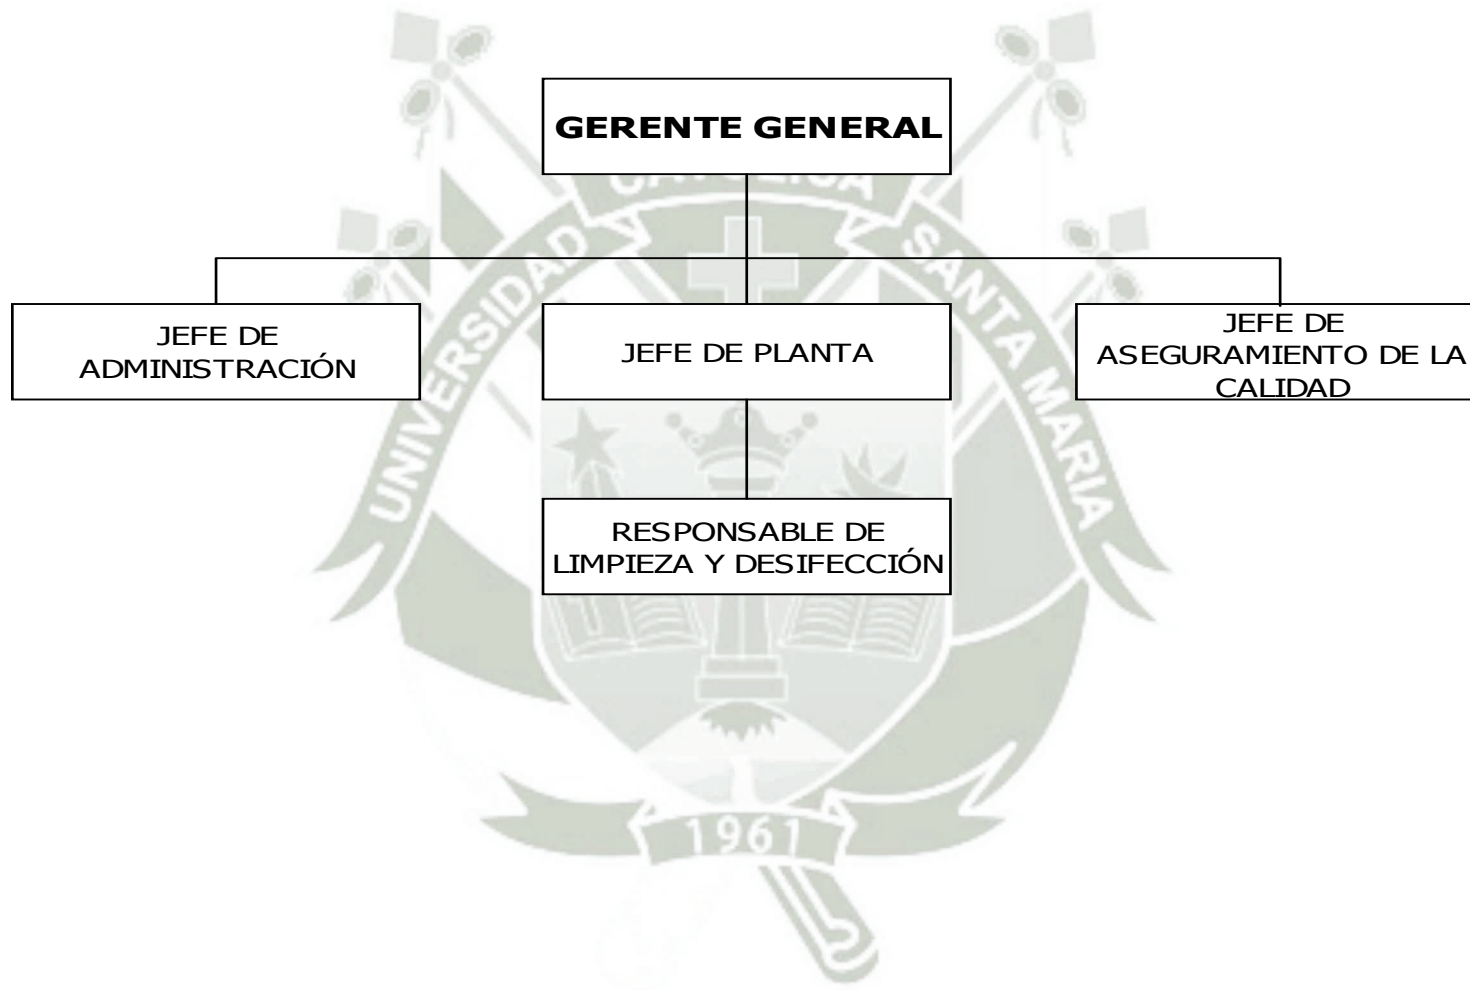 GERENTE GENERAL
UNIVERSIDAD
CATOLICA
SANTA MARIA
JEFE DE
ADMINISTRACIÓN
JEFE DE PLANTA
JEFE DE
ASEGURAMIENTO DE LA
CALIDAD
RESPONSABLE DE
LIMPIEZA Y DESIFECCIÓN
1961